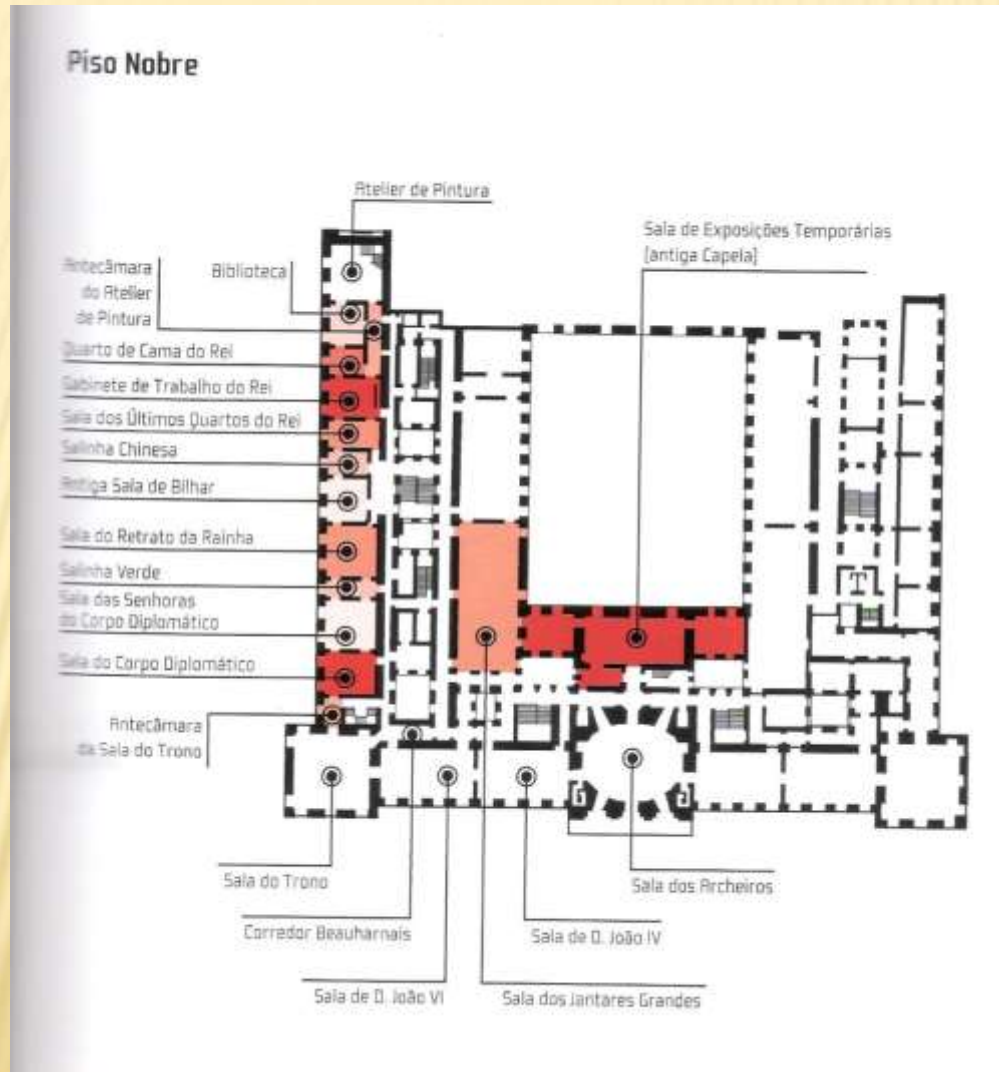 Piso Nobre
Atelier de Pintura
Sala de Exposições Temporárias
[antiga Capela]
Antecâmara
do Atelier
de Pintura
Biblioteca
Quarto de Cama do Rei
Gabinete de Trabalho do Rei
Sala dos Últimos Quartos do Rei
Salinha Chinesa
Antiga Sala de Bilhar
Sala do Retrato da Rainha
Salinha Verde
Sala das Senhoras
do Corpo Diplomático
Sala do Corpo Diplomático
Antecâmara
da Sala do Trono
Sala do Trono
Sala dos Archeiros
Corredor Beauharnais
Sala de D. João IV
Sala de D. João VI
Sala dos Jantares Grandes